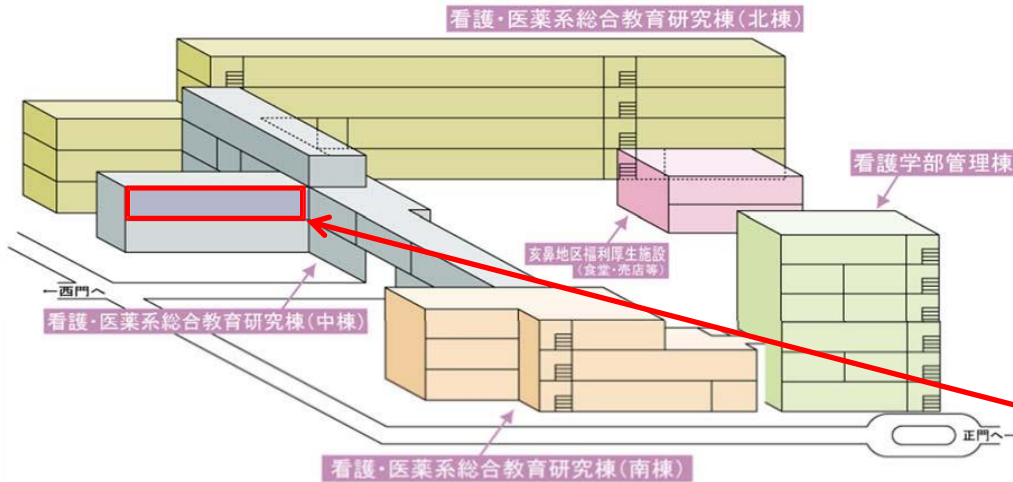 看護・医薬系総合教育研究棟(北棟)
看護学部管理棟
亥鼻地区福利厚生施設
(食堂・売店等)
←西門へ
看護・医薬系総合教育研究棟(中棟)
正門へ→
看護・医薬系総合教育研究棟(南棟)